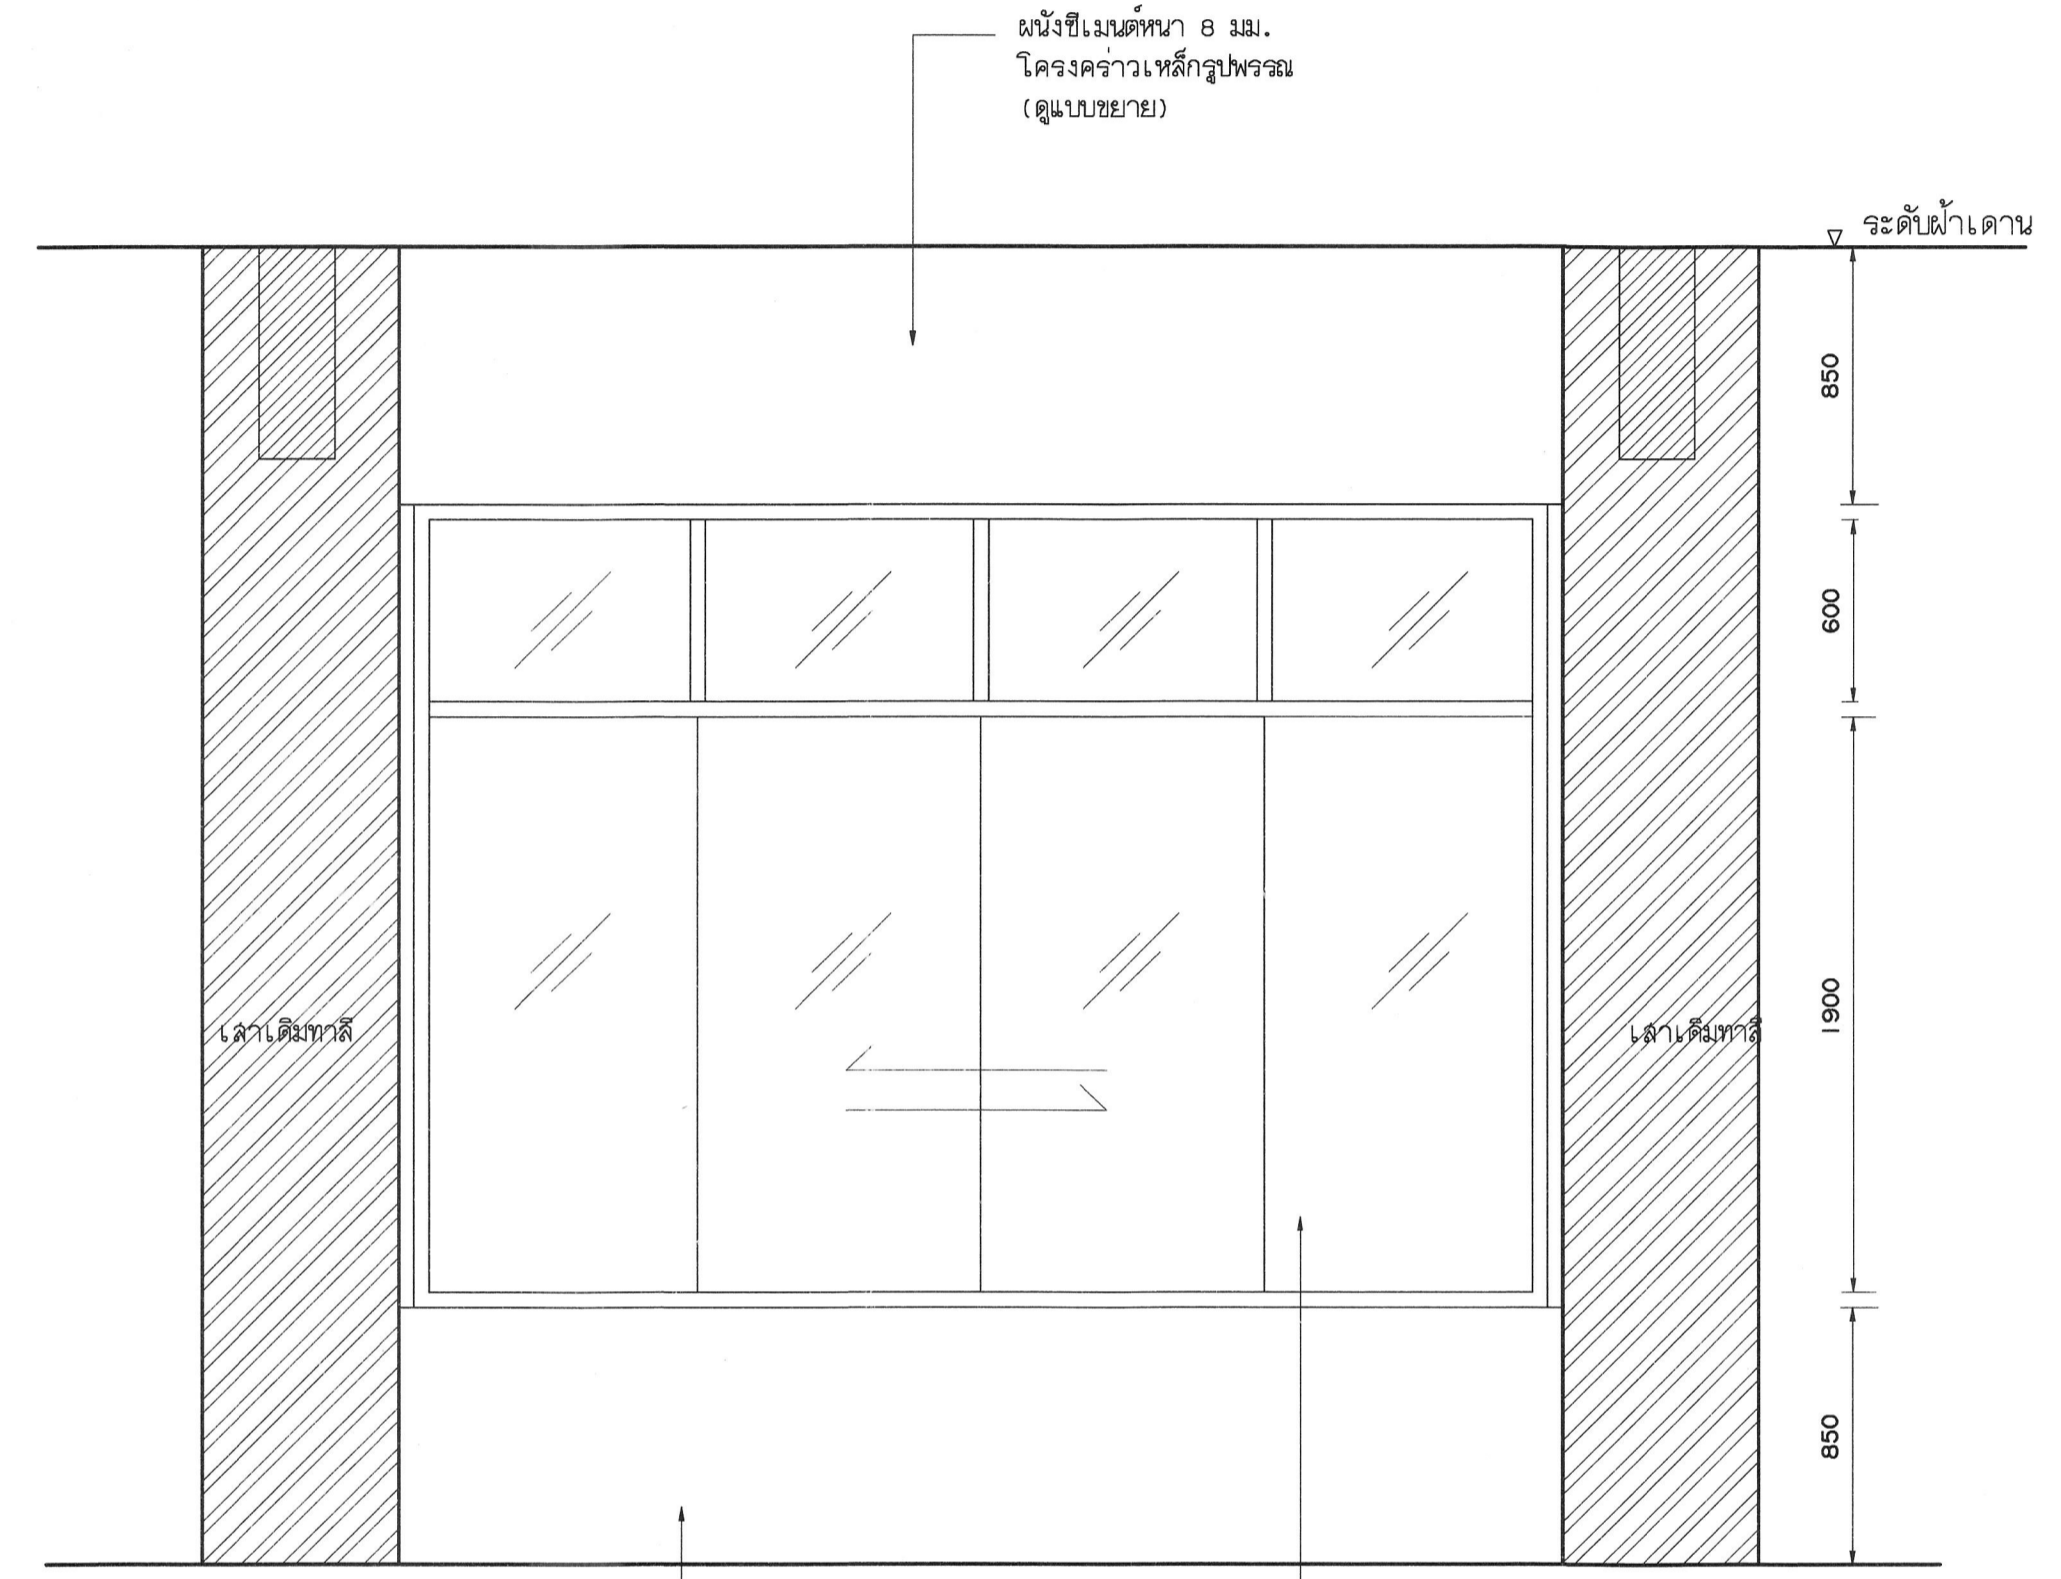 ผนังซีเมนต์หนา 8 มม.
โครงคร่าวเหล็กรูปพรรณ
(ดูแบบขยาย)
ระดับฝ้าเดาน
850
600
1900
850
เสาเดิมทาสี
เสาเดิมทาสี